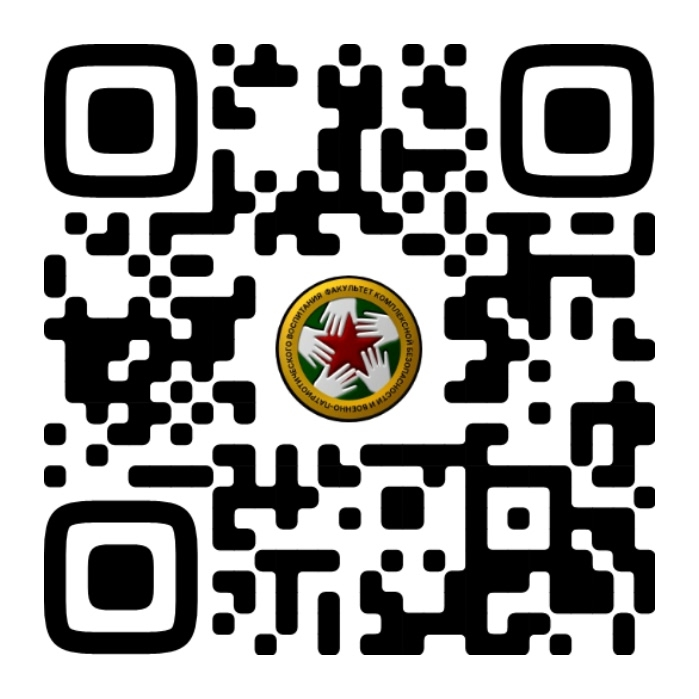 ФАКУЛЬТЕТ КОМПЛЕКСНОЙ БЕЗОПАСНОСТИ И ВОЕННО-ПАТРИОТИЧЕСКОГО ВОСПИТАНИЯ